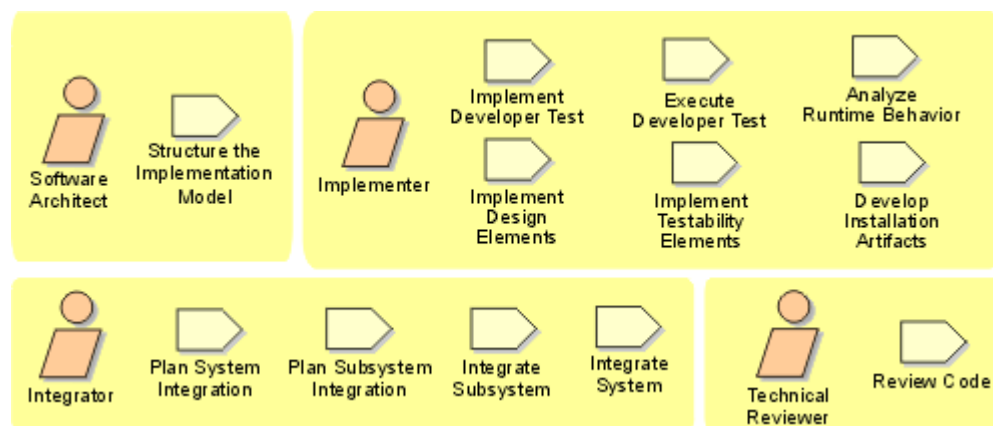 Software
Architect
Structure the
Implementation
Model
Implementer
Implement
Developer Test
Execute
Developer Test
Analyze
Runtime Behavior
Implement
Design
Elements
Implement
Testability
Elements
Develop
Installation
Artifacts
Integrator
Plan System
Integration
Plan Subsystem
Integration
Integrate
Subsystem
Integrate
System
Technical
Reviewer
Review Code